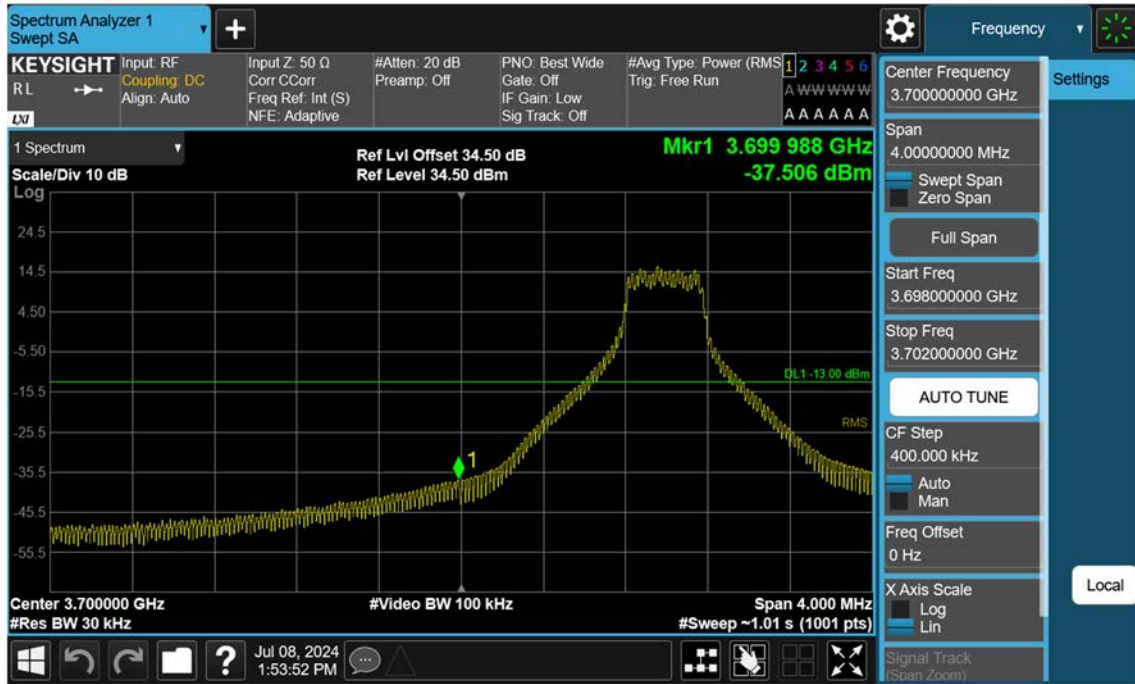 Spectrum Analyzer 1
Swept SA
+
Frequency
KEYSIGHT
RL
LXI
Input: RF
Coupling: DC
Align: Auto
Input Z: 50 Ω
Corr CCorr
Freq Ref: Int (S)
NFE: Adaptive
#Atten: 20 dB
Preamp: Off
PNO: Best Wide
Gate: Off
IF Gain: Low
Sig Track: Off
#Avg Type: Power (RMS
Trig: Free Run
1 2 3 4 5 6
A W W W W W
A A A A A A
1 Spectrum
Scale/Div 10 dB
Ref Lvl Offset 34.50 dB
Ref Level 34.50 dBm
Mkr1 3.699 988 GHz
-37.506 dBm
Log
24.5
14.5
4.50
-5.50
-15.5
-25.5
-35.5
-45.5
-55.5
DL1 -13.00 dBm
RMS
1
Center 3.700000 GHz
#Res BW 30 kHz
#Video BW 100 kHz
Span 4.000 MHz
#Sweep ~1.01 s (1001 pts)
Center Frequency
3.700000000 GHz
Span
4.00000000 MHz
Swept Span
Zero Span
Full Span
Start Freq
3.698000000 GHz
Stop Freq
3.702000000 GHz
AUTO TUNE
CF Step
400.000 kHz
Auto
Man
Freq Offset
0 Hz
X Axis Scale
Log
Lin
Signal Track
(Span Zoom)
Settings
Local
?
Jul 08, 2024
1:53:52 PM